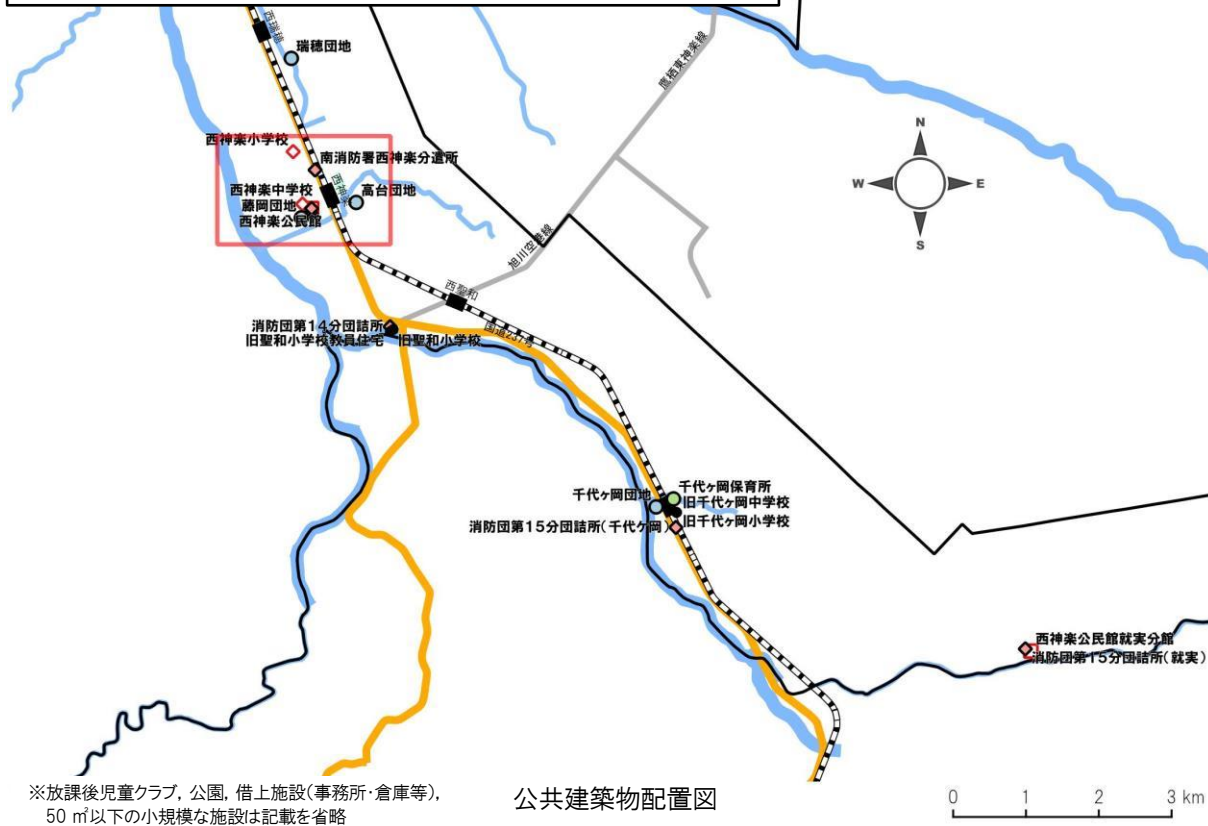 西瑞穂
瑞穂団地
鷹栖東神楽線
西神楽小学校
南消防署西神楽分遣所
西神楽中学校
西神楽
高台団地
藤岡団地
西神楽公民館
旭川空港線
西聖和
消防団第14分団詰所
旧聖和小学校教員住宅
旧聖和小学校
国道237号
N
W
E
S
千代ヶ岡団地
千代ヶ岡保育所
旧千代ヶ岡中学校
消防団第15分団詰所(千代ケ岡)
旧千代ヶ岡小学校
西神楽公民館就実分館
消防団第15分団詰所(就実)
※放課後児童クラブ, 公園, 借上施設(事務所・倉庫等),
50 ㎡以下の小規模な施設は記載を省略
公共建築物配置図
0 1 2 3 km